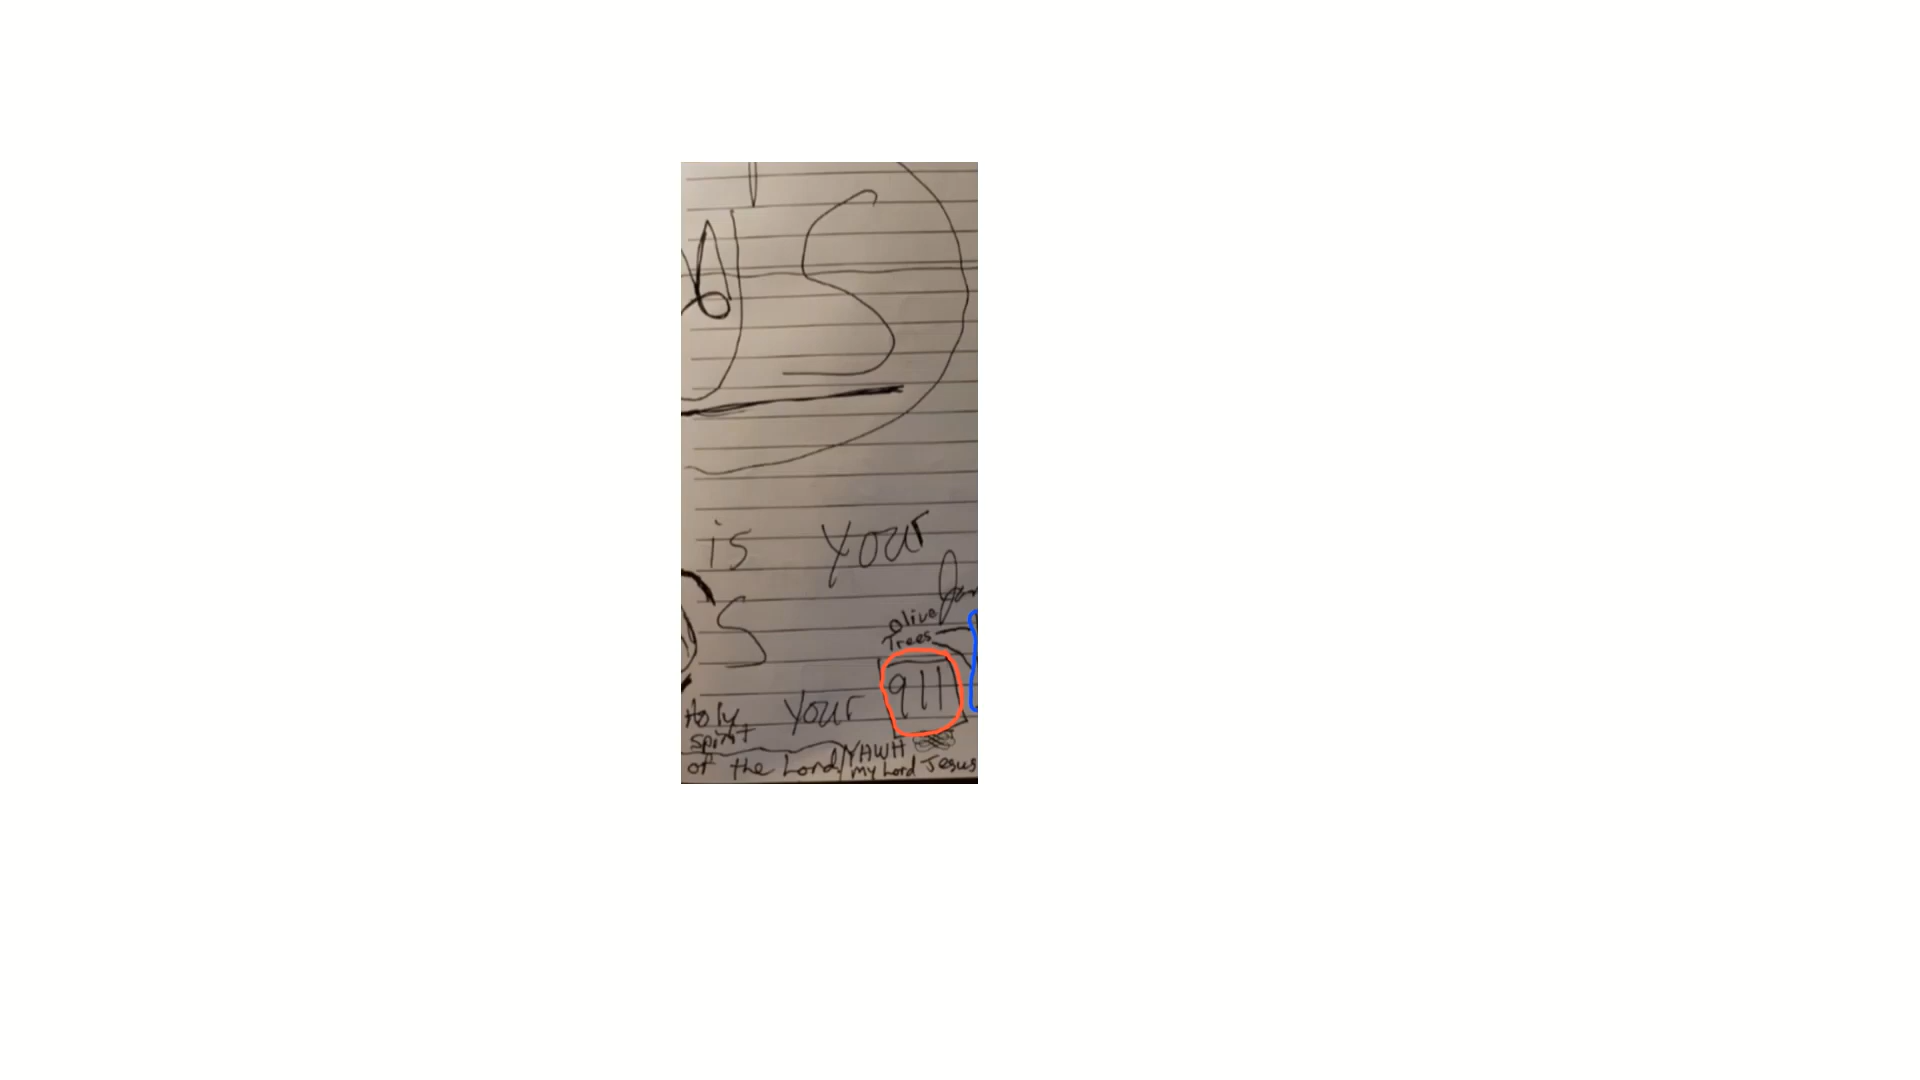 S
is your
S
olive
Trees
911
your
Holy
spirit
of the Lord/YAWH
my Lord Jesus